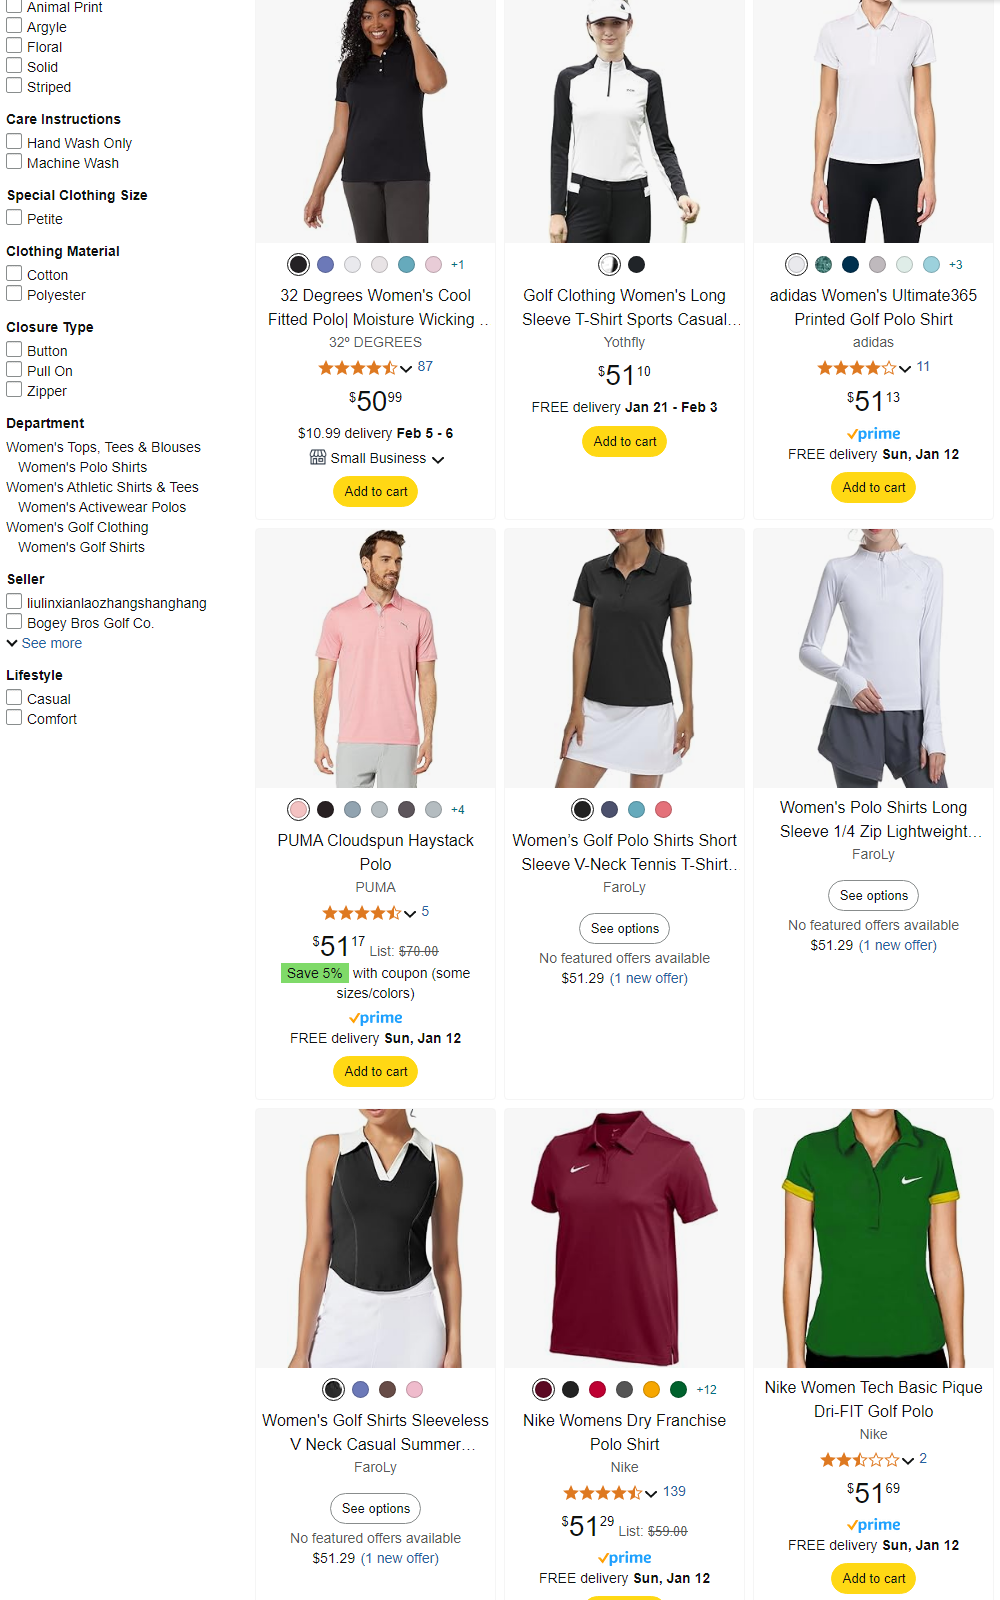 Animal Print
Argyle
Floral
Solid
Striped
Care Instructions
Hand Wash Only
Machine Wash
Special Clothing Size
Petite
Clothing Material
Cotton
Polyester
Closure Type
Button
Pull On
Zipper
Department
Women's Tops, Tees & Blouses
Women's Polo Shirts
Women's Athletic Shirts & Tees
Women's Activewear Polos
Women's Golf Clothing
Women's Golf Shirts
Seller
liulinxianlaozhangshanghang
Bogey Bros Golf Co.
See more
Lifestyle
Casual
Comfort
+1
32 Degrees Women's Cool
Fitted Polo| Moisture Wicking ..
32º DEGREES
87
$50.99
$10.99 delivery Feb 5 - 6
Small Business
Add to cart
Golf Clothing Women's Long
Sleeve T-Shirt Sports Casual...
Yothfly
$51.10
FREE delivery Jan 21 - Feb 3
Add to cart
+3
adidas Women's Ultimate365
Printed Golf Polo Shirt
adidas
11
$51.13
prime
FREE delivery Sun, Jan 12
Add to cart
+4
PUMA Cloudspun Haystack
Polo
PUMA
5
$51.17 List: $70.00
Save 5% with coupon (some
sizes/colors)
prime
FREE delivery Sun, Jan 12
Add to cart
Women’s Golf Polo Shirts Short
Sleeve V-Neck Tennis T-Shirt..
FaroLy
See options
No featured offers available
$51.29 (1 new offer)
Women's Polo Shirts Long
Sleeve 1/4 Zip Lightweight...
FaroLy
See options
No featured offers available
$51.29 (1 new offer)
Women's Golf Shirts Sleeveless
V Neck Casual Summer...
FaroLy
See options
No featured offers available
$51.29 (1 new offer)
+12
Nike Womens Dry Franchise
Polo Shirt
Nike
139
$51.29 List: $59.00
prime
FREE delivery Sun, Jan 12
Nike Women Tech Basic Pique
Dri-FIT Golf Polo
Nike
2
$51.69
prime
FREE delivery Sun, Jan 12
Add to cart